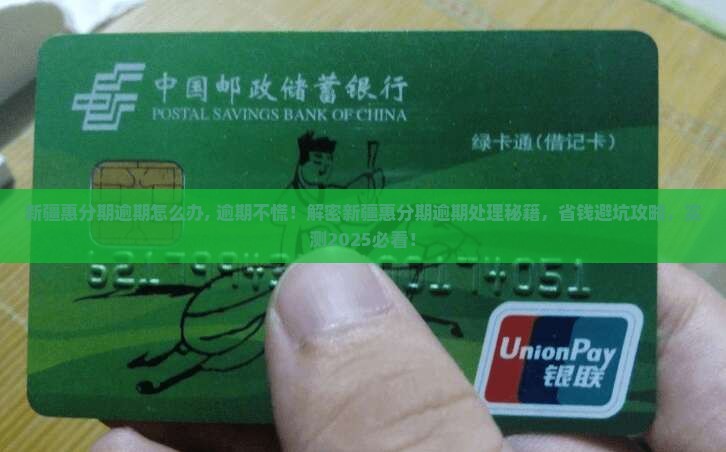 中国邮政储蓄银行
POSTAL SAVINGS BANK OF CHINA
绿卡通(借记卡)
新疆惠分期逾期怎么办, 逾期不慌！解密新疆惠分期逾期处理秘籍，省钱避坑攻略，
测2025必看！
UnionPay
银联